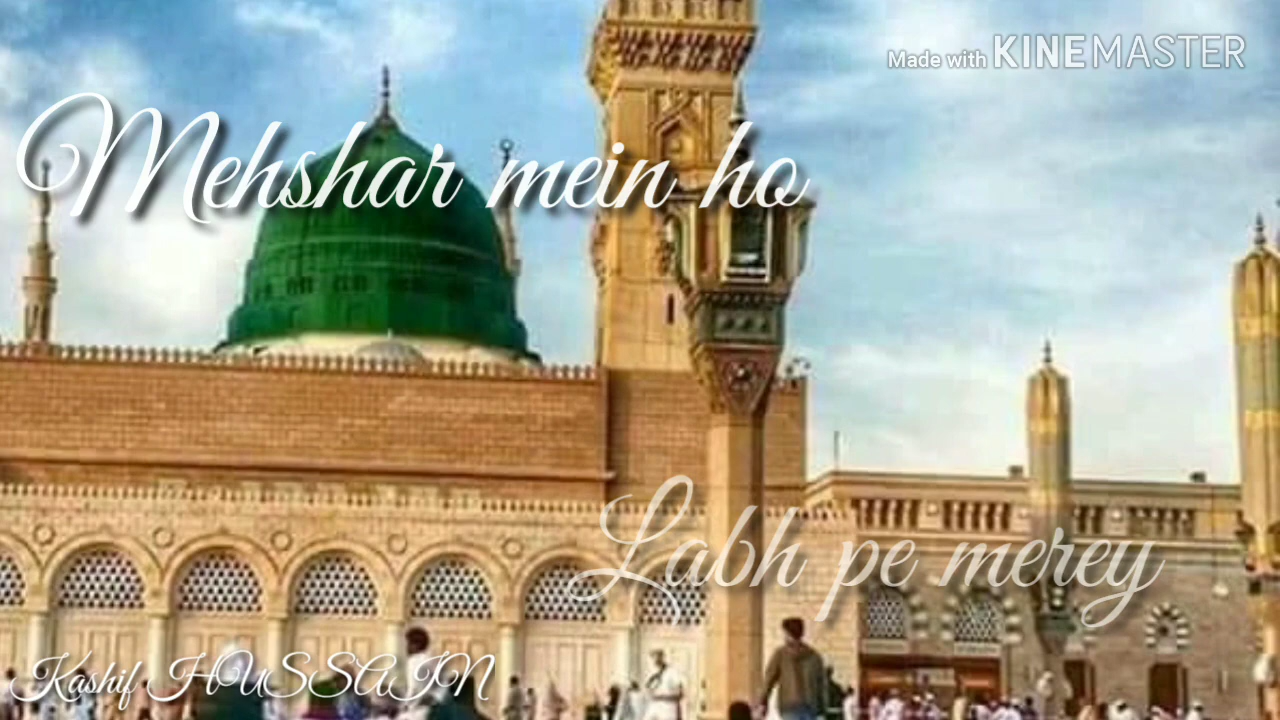 Made with KINEMASTER
Mehshar mein ho
Labh pe merey
Kashif HUSSAIN